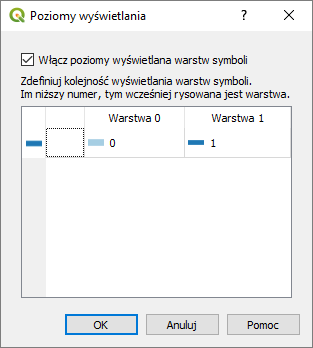 Poziomy wyświetlania
Włącz poziomy wyświetlana warstw symboli
Zdefiniuj kolejność wyświetlania warstw symboli.
Im niższy numer, tym wcześniej rysowana jest warstwa.
Warstwa 0 Warstwa 1
0 1
OK Anuluj Pomoc